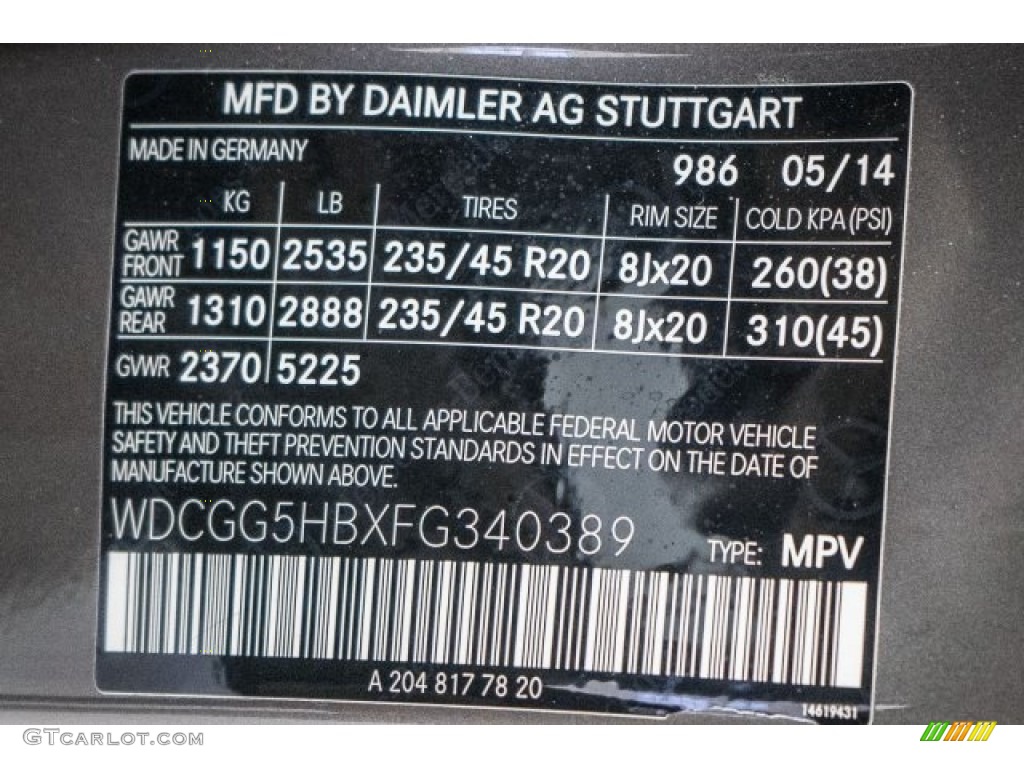 MFD BY DAIMLER AG STUTTGART
MADE IN GERMANY
986 05/14
KG LB TIRES RIM SIZE COLD KPA (PSI)
GAWR FRONT 1150 2535 235/45 R20 8Jx20 260(38)
GAWR REAR 1310 2888 235/45 R20 8Jx20 310(45)
GVWR 2370 5225
THIS VEHICLE CONFORMS TO ALL APPLICABLE FEDERAL MOTOR VEHICLE
SAFETY AND THEFT PREVENTION STANDARDS IN EFFECT ON THE DATE OF
MANUFACTURE SHOWN ABOVE.
WDCGG5HBXFG340389
TYPE: MPV
A 204 817 78 20
14619431
GTCARLOT.COM